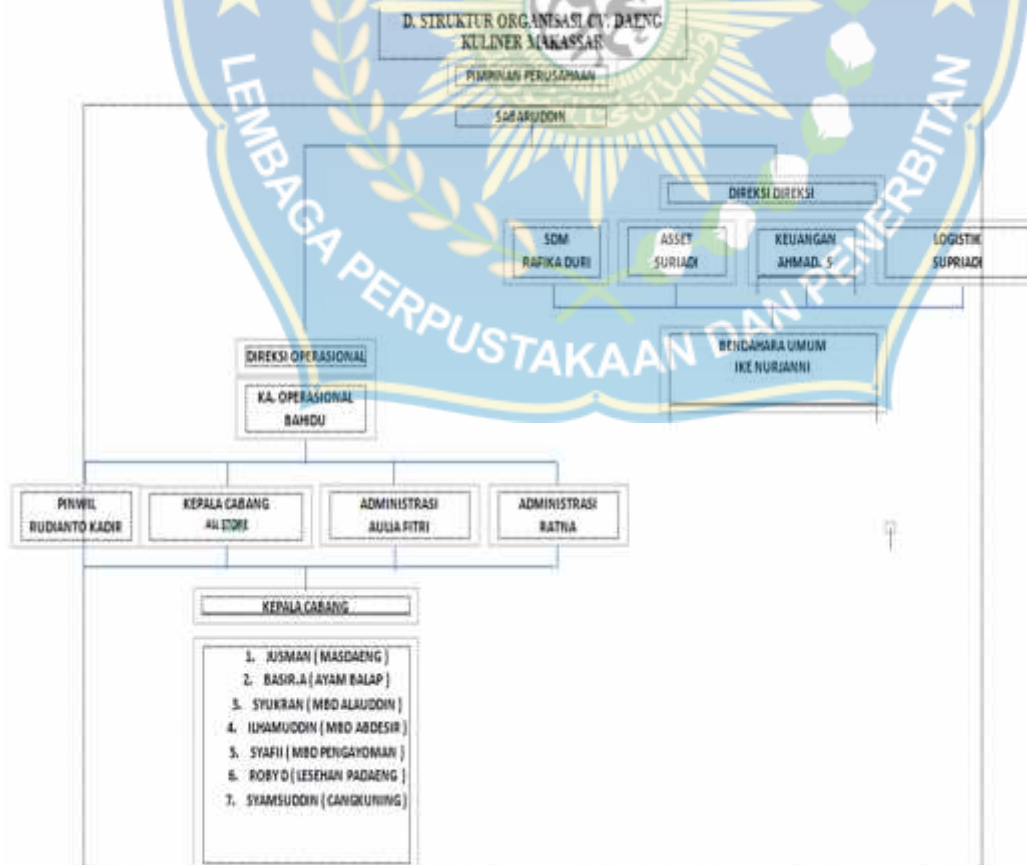 D. STRUKTUR ORGANISASI CV. DAENG
KULINER MAKASSAR
PIMPINAN PERUSAHAAN
SABARUDDIN
DIREKSI DIREKSI
SDM
RAFIKA DURI
ASSET
SURIADI
KEUANGAN
AHMAD. S
LOGISTIK
SUPRIADI
BENDAHARA UMUM
IKE NURJANNI
DIREKSI OPERASIONAL
KA. OPERASIONAL
BAHIDU
PINWIL
RUDIANTO KADIR
KEPALA CABANG
ALL STORE
ADMINISTRASI
AULIA FITRI
ADMINISTRASI
RATNA
KEPALA CABANG
1. JUSMAN ( MASDAENG )
2. BASIR.A ( AYAM BALAP )
3. SYUKRAN ( MBD ALAUDDIN )
4. ILHAMUDDIN ( MBD ABDESIR )
5. SYAFII ( MBD PENGAYOMAN )
6. ROBY D ( LESEHAN PADAENG )
7. SYAMSUDDIN ( CANGKUNING )
LEMBAGA PERPUSTAKAAN DAN PENERBITAN